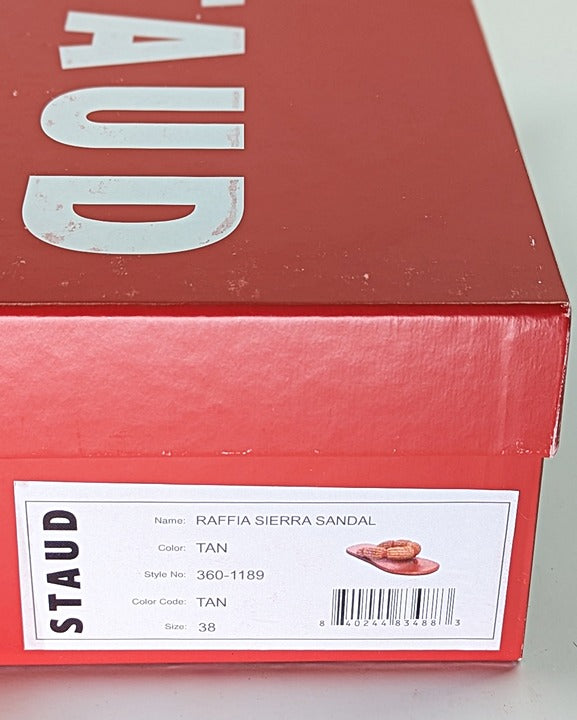 STAUD
STAUD
Name: RAFFIA SIERRA SANDAL
Color: TAN
Style No: 360-1189
Color Code: TAN
Size: 38
8 40244 83488 3